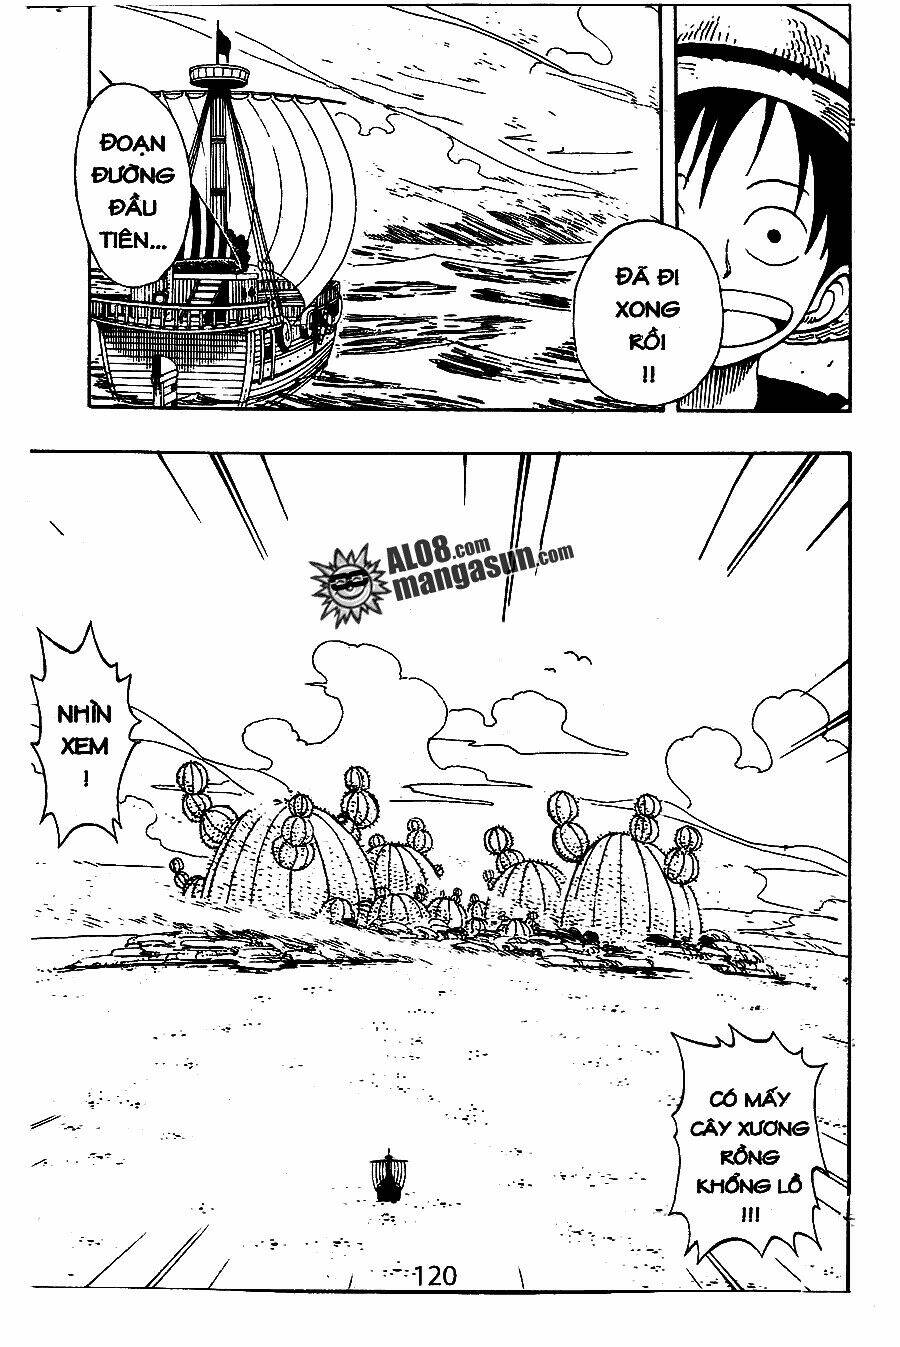 ĐOẠN
ĐƯỜNG
ĐẦU
TIÊN...
ĐÃ ĐI
XONG
RỒI
!!
AL08.com
mangasun.com
NHÌN
XEM
!
CÓ MẤY
CÂY XƯƠNG
RỒNG
KHỔNG LỒ
!!!
120